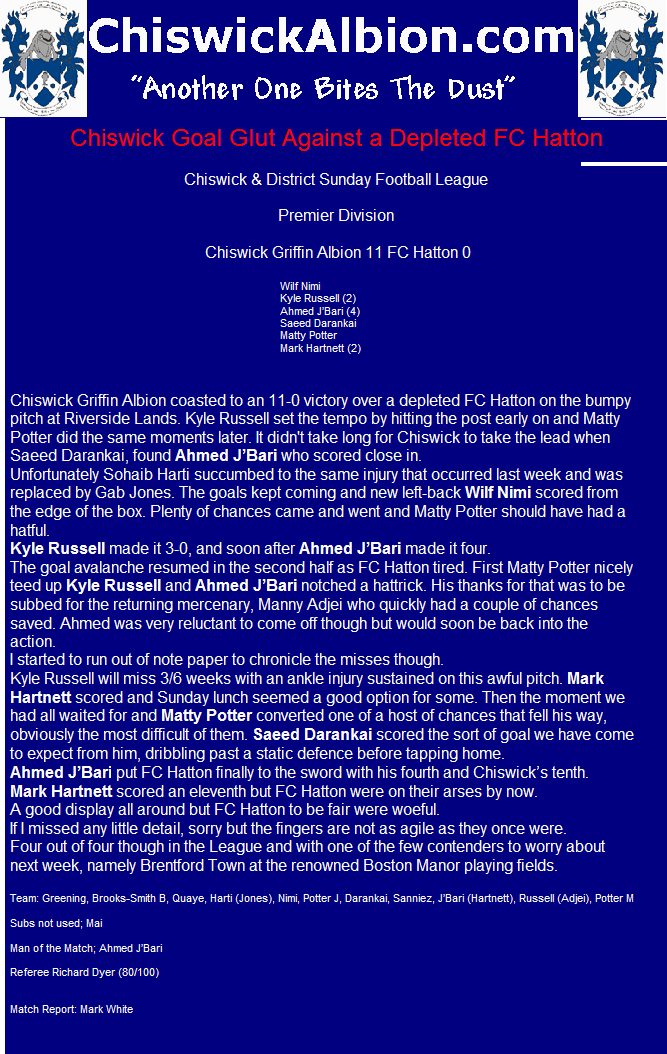 ChiswickAlbion.com
"Another One Bites The Dust"
Chiswick Goal Glut Against a Depleted FC Hatton
Chiswick & District Sunday Football League
Premier Division
Chiswick Griffin Albion 11 FC Hatton 0
Wilf Nimi
Kyle Russell (2)
Ahmed J'Bari (4)
Saeed Darankai
Matty Potter
Mark Hartnett (2)
Chiswick Griffin Albion coasted to an 11-0 victory over a depleted FC Hatton on the bumpy
pitch at Riverside Lands. Kyle Russell set the tempo by hitting the post early on and Matty
Potter did the same moments later. It didn't take long for Chiswick to take the lead when
Saeed Darankai, found Ahmed J’Bari who scored close in.
Unfortunately Sohaib Harti succumbed to the same injury that occurred last week and was
replaced by Gab Jones. The goals kept coming and new left-back Wilf Nimi scored from
the edge of the box. Plenty of chances came and went and Matty Potter should have had a
hatful.
Kyle Russell made it 3-0, and soon after Ahmed J’Bari made it four.
The goal avalanche resumed in the second half as FC Hatton tired. First Matty Potter nicely
teed up Kyle Russell and Ahmed J’Bari notched a hattrick. His thanks for that was to be
subbed for the returning mercenary, Manny Adjei who quickly had a couple of chances
saved. Ahmed was very reluctant to come off though but would soon be back into the
action.
I started to run out of note paper to chronicle the misses though.
Kyle Russell will miss 3/6 weeks with an ankle injury sustained on this awful pitch. Mark
Hartnett scored and Sunday lunch seemed a good option for some. Then the moment we
had all waited for and Matty Potter converted one of a host of chances that fell his way,
obviously the most difficult of them. Saeed Darankai scored the sort of goal we have come
to expect from him, dribbling past a static defence before tapping home.
Ahmed J’Bari put FC Hatton finally to the sword with his fourth and Chiswick’s tenth.
Mark Hartnett scored an eleventh but FC Hatton were on their arses by now.
A good display all around but FC Hatton to be fair were woeful.
If I missed any little detail, sorry but the fingers are not as agile as they once were.
Four out of four though in the League and with one of the few contenders to worry about
next week, namely Brentford Town at the renowned Boston Manor playing fields.
Team: Greening, Brooks-Smith B, Quaye, Harti (Jones), Nimi, Potter J, Darankai, Sanniez, J'Bari (Hartnett), Russell (Adjei), Potter M
Subs not used; Mai
Man of the Match; Ahmed J'Bari
Referee Richard Dyer (80/100)
Match Report: Mark White